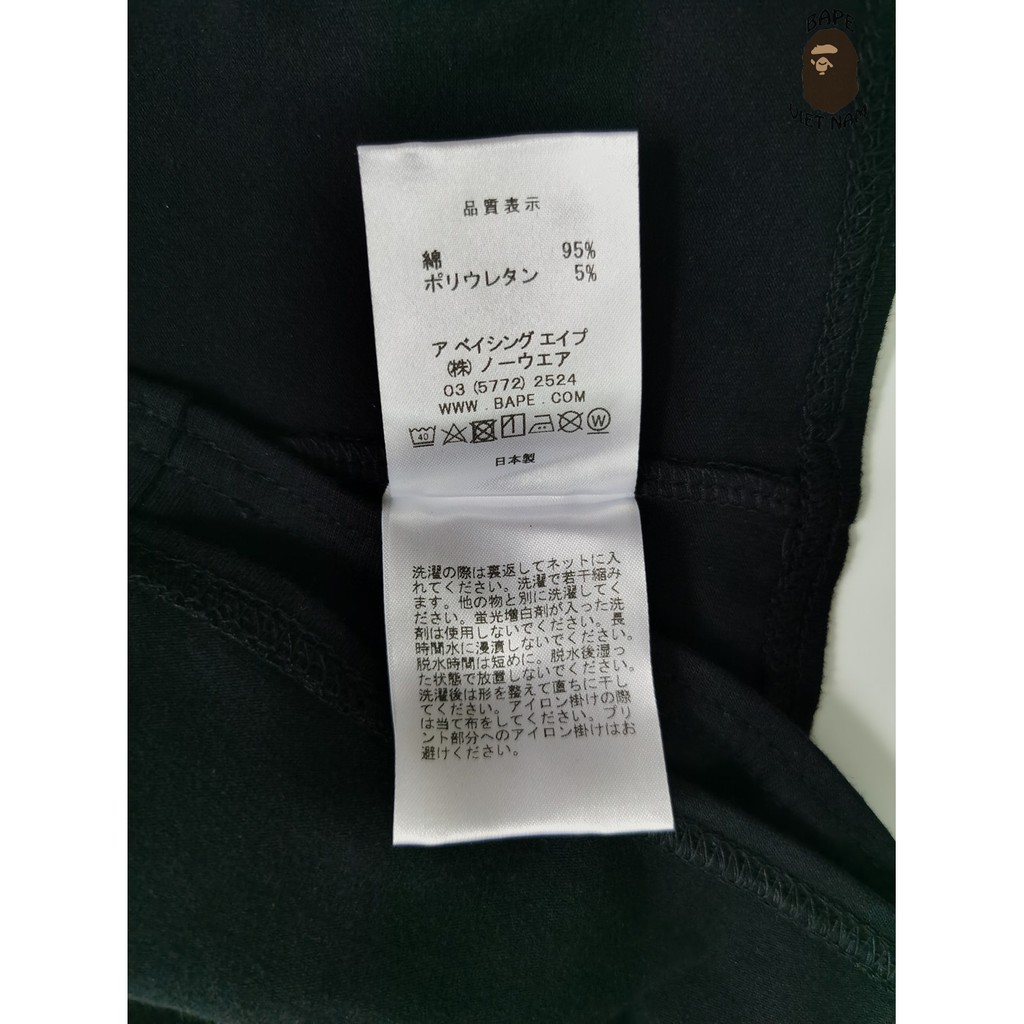 BAPE
VIET NAM
品質表示
綿 95%
ポリウレタン 5%
ア ベイシング エイプ
(株) ノーウエア
03 (5772) 2524
WWW . BAPE . COM
40
W
日本製
洗濯の際は裏返してネットに入
れてください。洗濯で若干縮み
ます。他の物と別に洗濯してく
ださい。蛍光増白剤が入った洗
剤は使用しないでください。長
時間水に浸漬しないでください。
脱水時間は短めに。脱水後湿っ
た状態で放置しないでください。
洗濯後は形を整えて直ちに干し
てください。アイロン掛けの際
は当て布をしてください。プリ
ント部分へのアイロン掛けはお
避けください。